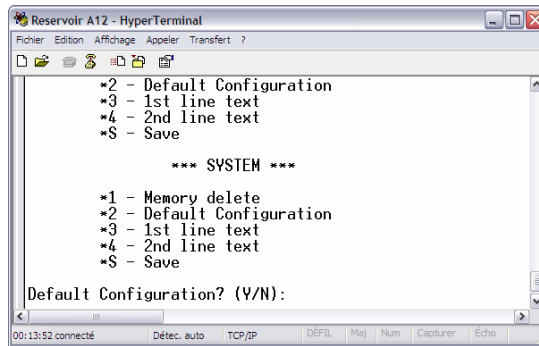 Reservoir A12 - HyperTerminal
Fichier Edition Affichage Appeler Transfert ?
*2 - Default Configuration
*3 - 1st line text
*4 - 2nd line text
*S - Save
*** SYSTEM ***
*1 - Memory delete
*2 - Default Configuration
*3 - 1st line text
*4 - 2nd line text
*S - Save
Default Configuration? (Y/N):
00:13:52 connecté Détec. auto TCP/IP DÉFIL Maj Num Capturer Écho